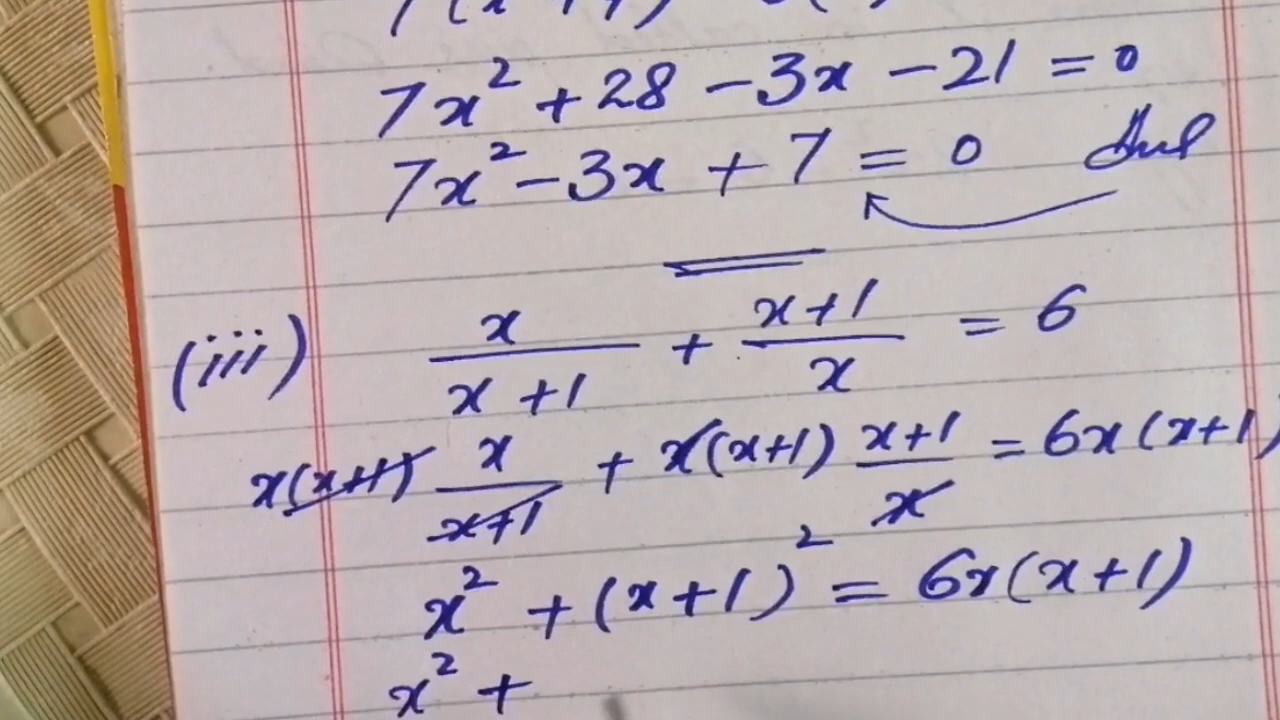 7x² + 28 - 3x - 21 = 0
7x² - 3x + 7 = 0
(iii) x/(x+1) + (x+1)/x = 6
x(x+1) x/(x+1) + x(x+1) (x+1)/x = 6x(x+1)
x² + (x+1)² = 6x(x+1)
x² +